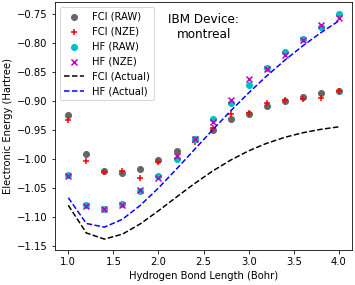 −0.75
−0.80
−0.85
−0.90
−0.95
−1.00
−1.05
−1.10
−1.15
Electronic Energy (Hartree)
FCI (RAW)
FCI (NZE)
HF (RAW)
HF (NZE)
FCI (Actual)
HF (Actual)
IBM Device:
montreal
1.0
1.5
2.0
2.5
3.0
3.5
4.0
Hydrogen Bond Length (Bohr)